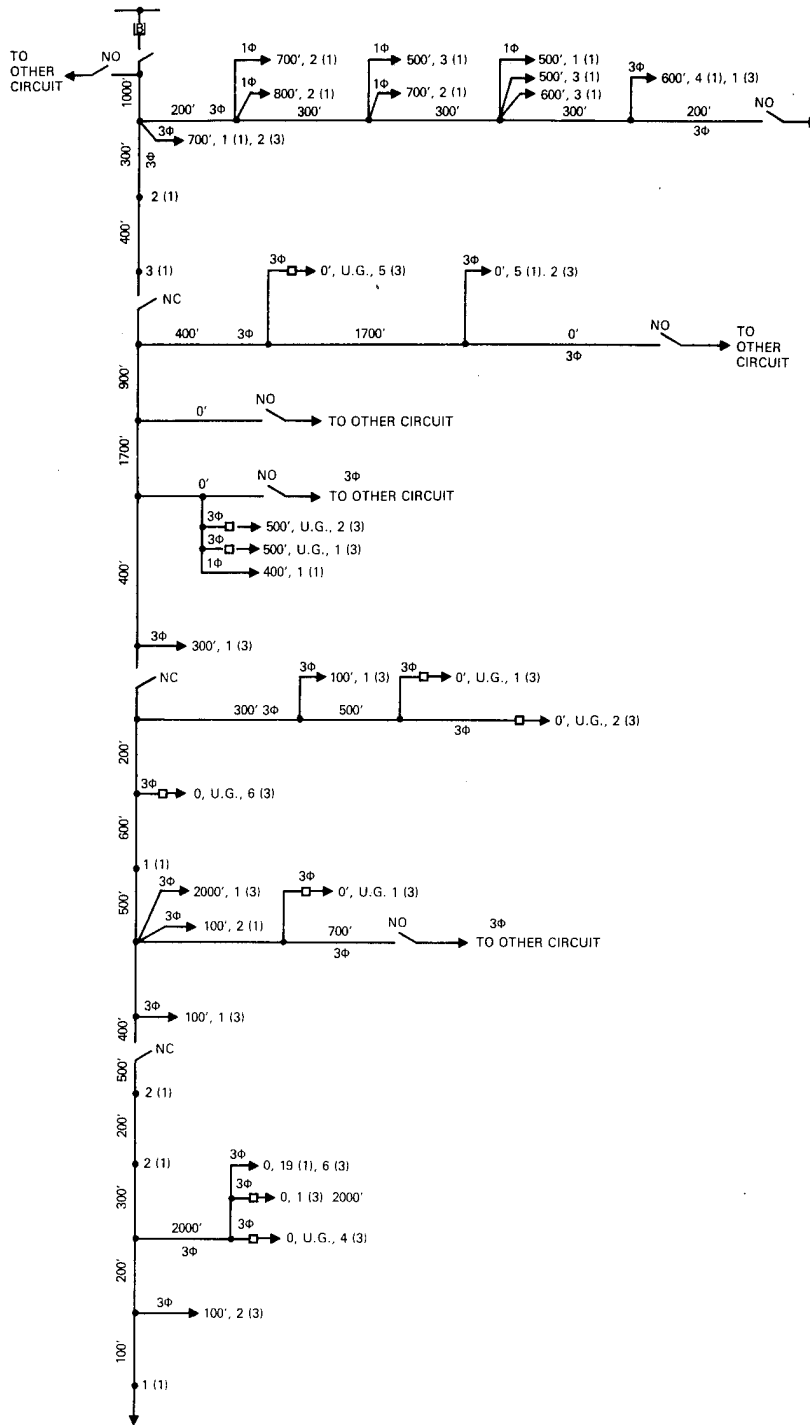 B
NO
TO
OTHER
CIRCUIT
1000'
1Φ 700', 2 (1)
1Φ 800', 2 (1)
1Φ 500', 3 (1)
1Φ 700', 2 (1)
1Φ 500', 1 (1)
500', 3 (1)
600', 3 (1)
3Φ 600', 4 (1), 1 (3)
200' 3Φ 300' 300' 300' 200' NO
3Φ
3Φ 700', 1 (1), 2 (3)
300' 3Φ
2 (1)
400'
3 (1)
NC
3Φ 0', U.G., 5 (3)
3Φ 0', 5 (1). 2 (3)
400' 3Φ 1700' 0' NO
3Φ
TO
OTHER
CIRCUIT
900'
0' NO TO OTHER CIRCUIT
1700'
0' NO 3Φ
TO OTHER CIRCUIT
3Φ 500', U.G., 2 (3)
3Φ 500', U.G., 1 (3)
1Φ 400', 1 (1)
400'
3Φ 300', 1 (3)
NC
3Φ 100', 1 (3)
3Φ 0', U.G., 1 (3)
300' 3Φ 500' 3Φ 0', U.G., 2 (3)
200'
3Φ 0, U.G., 6 (3)
600'
1 (1)
500'
3Φ 2000', 1 (3)
3Φ 100', 2 (1)
3Φ 0', U.G. 1 (3)
700' NO 3Φ
3Φ
TO OTHER CIRCUIT
3Φ 100', 1 (3)
400'
NC
500'
2 (1)
200'
2 (1)
300'
3Φ 0, 19 (1), 6 (3)
3Φ 0, 1 (3) 2000'
2000' 3Φ 0, U.G., 4 (3)
3Φ
200'
3Φ 100', 2 (3)
100'
1 (1)